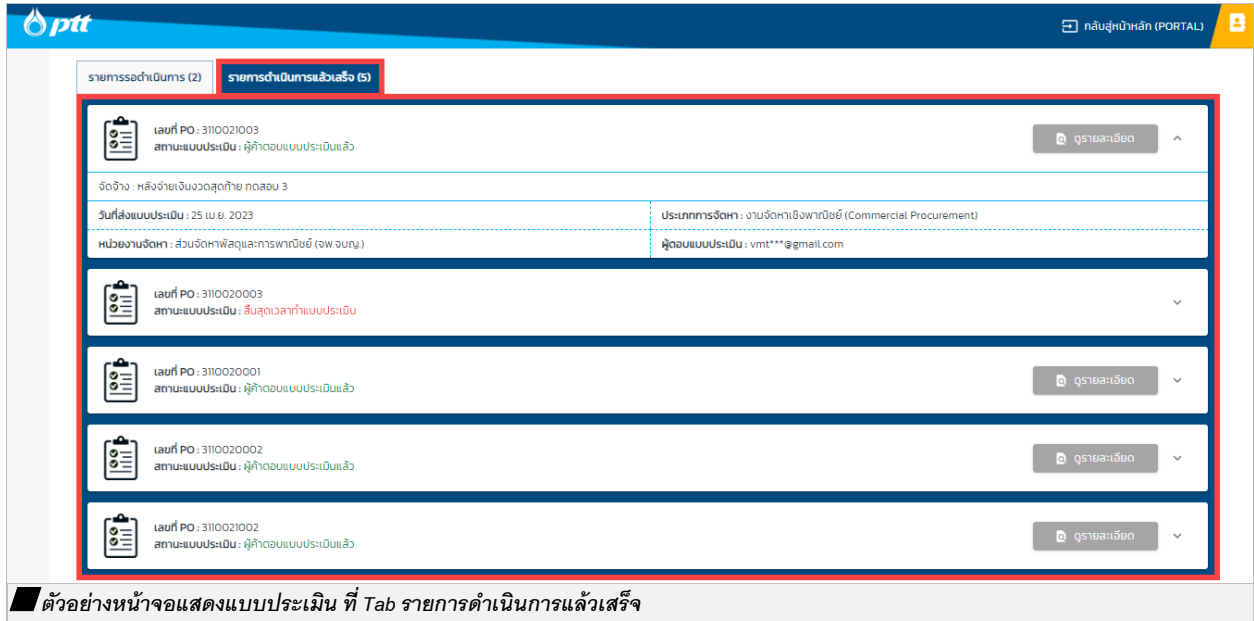 ptt
กลับสู่หน้าหลัก (PORTAL)
รายการรอดำเนินการ (2)
รายการดำเนินการแล้วเสร็จ (5)
เลขที่ PO : 3110021003
สถานะแบบประเมิน : ผู้ค้าตอบแบบประเมินแล้ว
ดูรายละเอียด
จัดจ้าง : หลังจ่ายเงินงวดสุดท้าย ทดสอบ 3
วันที่ส่งแบบประเมิน : 25 เม.ย. 2023
ประเภทการจัดหา : งานจัดหาเชิงพาณิชย์ (Commercial Procurement)
หน่วยงานจัดหา : ส่วนจัดหาพัสดุและการพาณิชย์ (จพ.จบญ.)
ผู้ตอบแบบประเมิน : vmt***@gmail.com
เลขที่ PO : 3110020003
สถานะแบบประเมิน : สิ้นสุดเวลาทำแบบประเมิน
เลขที่ PO : 3110020001
สถานะแบบประเมิน : ผู้ค้าตอบแบบประเมินแล้ว
ดูรายละเอียด
เลขที่ PO : 3110020002
สถานะแบบประเมิน : ผู้ค้าตอบแบบประเมินแล้ว
ดูรายละเอียด
เลขที่ PO : 3110021002
สถานะแบบประเมิน : ผู้ค้าตอบแบบประเมินแล้ว
ดูรายละเอียด
ตัวอย่างหน้าจอแสดงแบบประเมิน ที่ Tab รายการดำเนินการแล้วเสร็จ